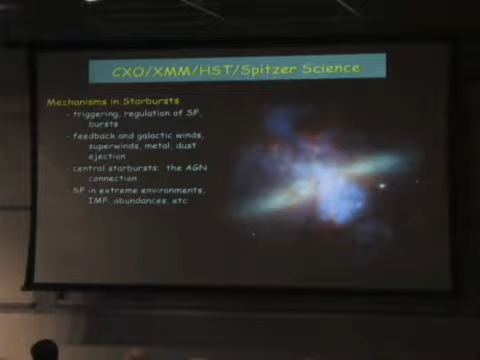 CXO/XMM/HST/Spitzer Science
Mechanisms in Starbursts
- triggering, regulation of SF,
bursts
- feedback and galactic winds,
superwinds, metal, dust
ejection
- central starbursts: the AGN
connection
- SF in extreme environments,
IMF, abundances, etc